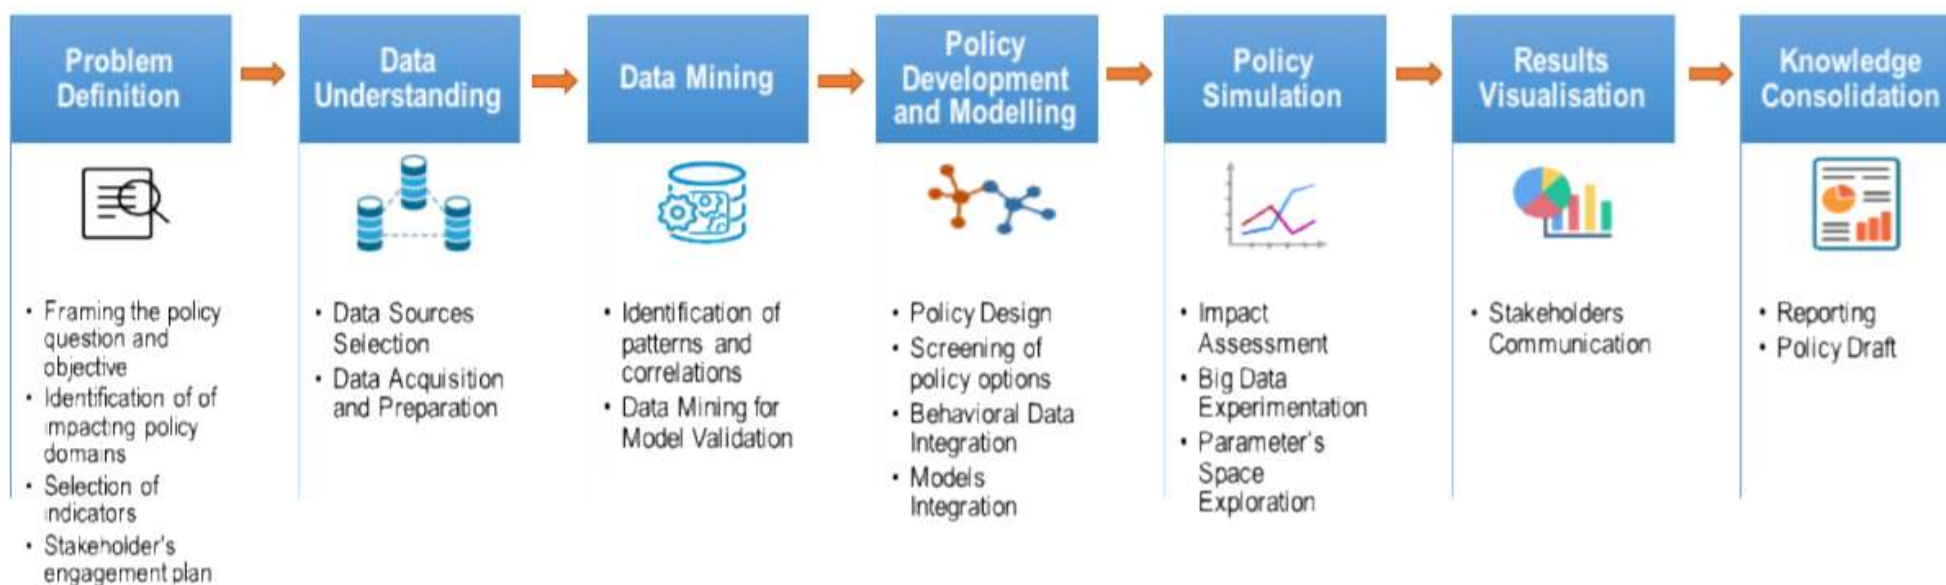 Problem
Definition
Data
Understanding
Data Mining
Policy
Development
and Modelling
Policy
Simulation
Results
Visualisation
Knowledge
Consolidation
• Framing the policy
question and
objective
• Identification of of
impacting policy
domains
• Selection of
indicators
• Stakeholder's
engagement plan
• Data Sources
Selection
• Data Acquisition
and Preparation
• Identification of
patterns and
correlations
• Data Mining for
Model Validation
• Policy Design
• Screening of
policy options
• Behavioral Data
Integration
• Models
Integration
• Impact
Assessment
• Big Data
Experimentation
• Parameter's
Space
Exploration
• Stakeholders
Communication
• Reporting
• Policy Draft